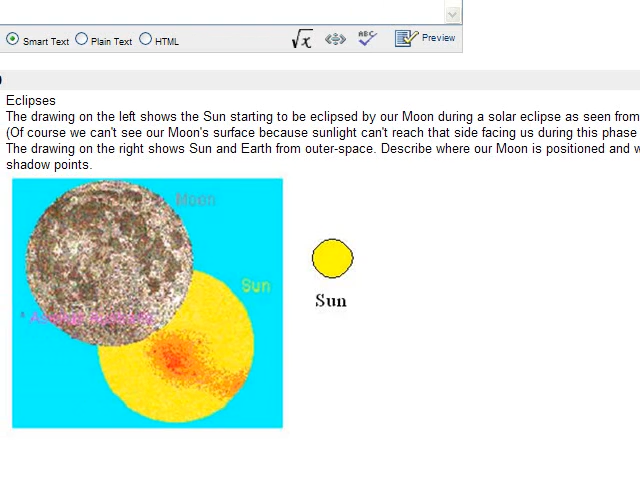 Smart Text Plain Text HTML ABC Preview
Eclipses
The drawing on the left shows the Sun starting to be eclipsed by our Moon during a solar eclipse as seen from
(Of course we can't see our Moon's surface because sunlight can't reach that side facing us during this phase
The drawing on the right shows Sun and Earth from outer-space. Describe where our Moon is positioned and w
shadow points.
Moon
Sun
Sun